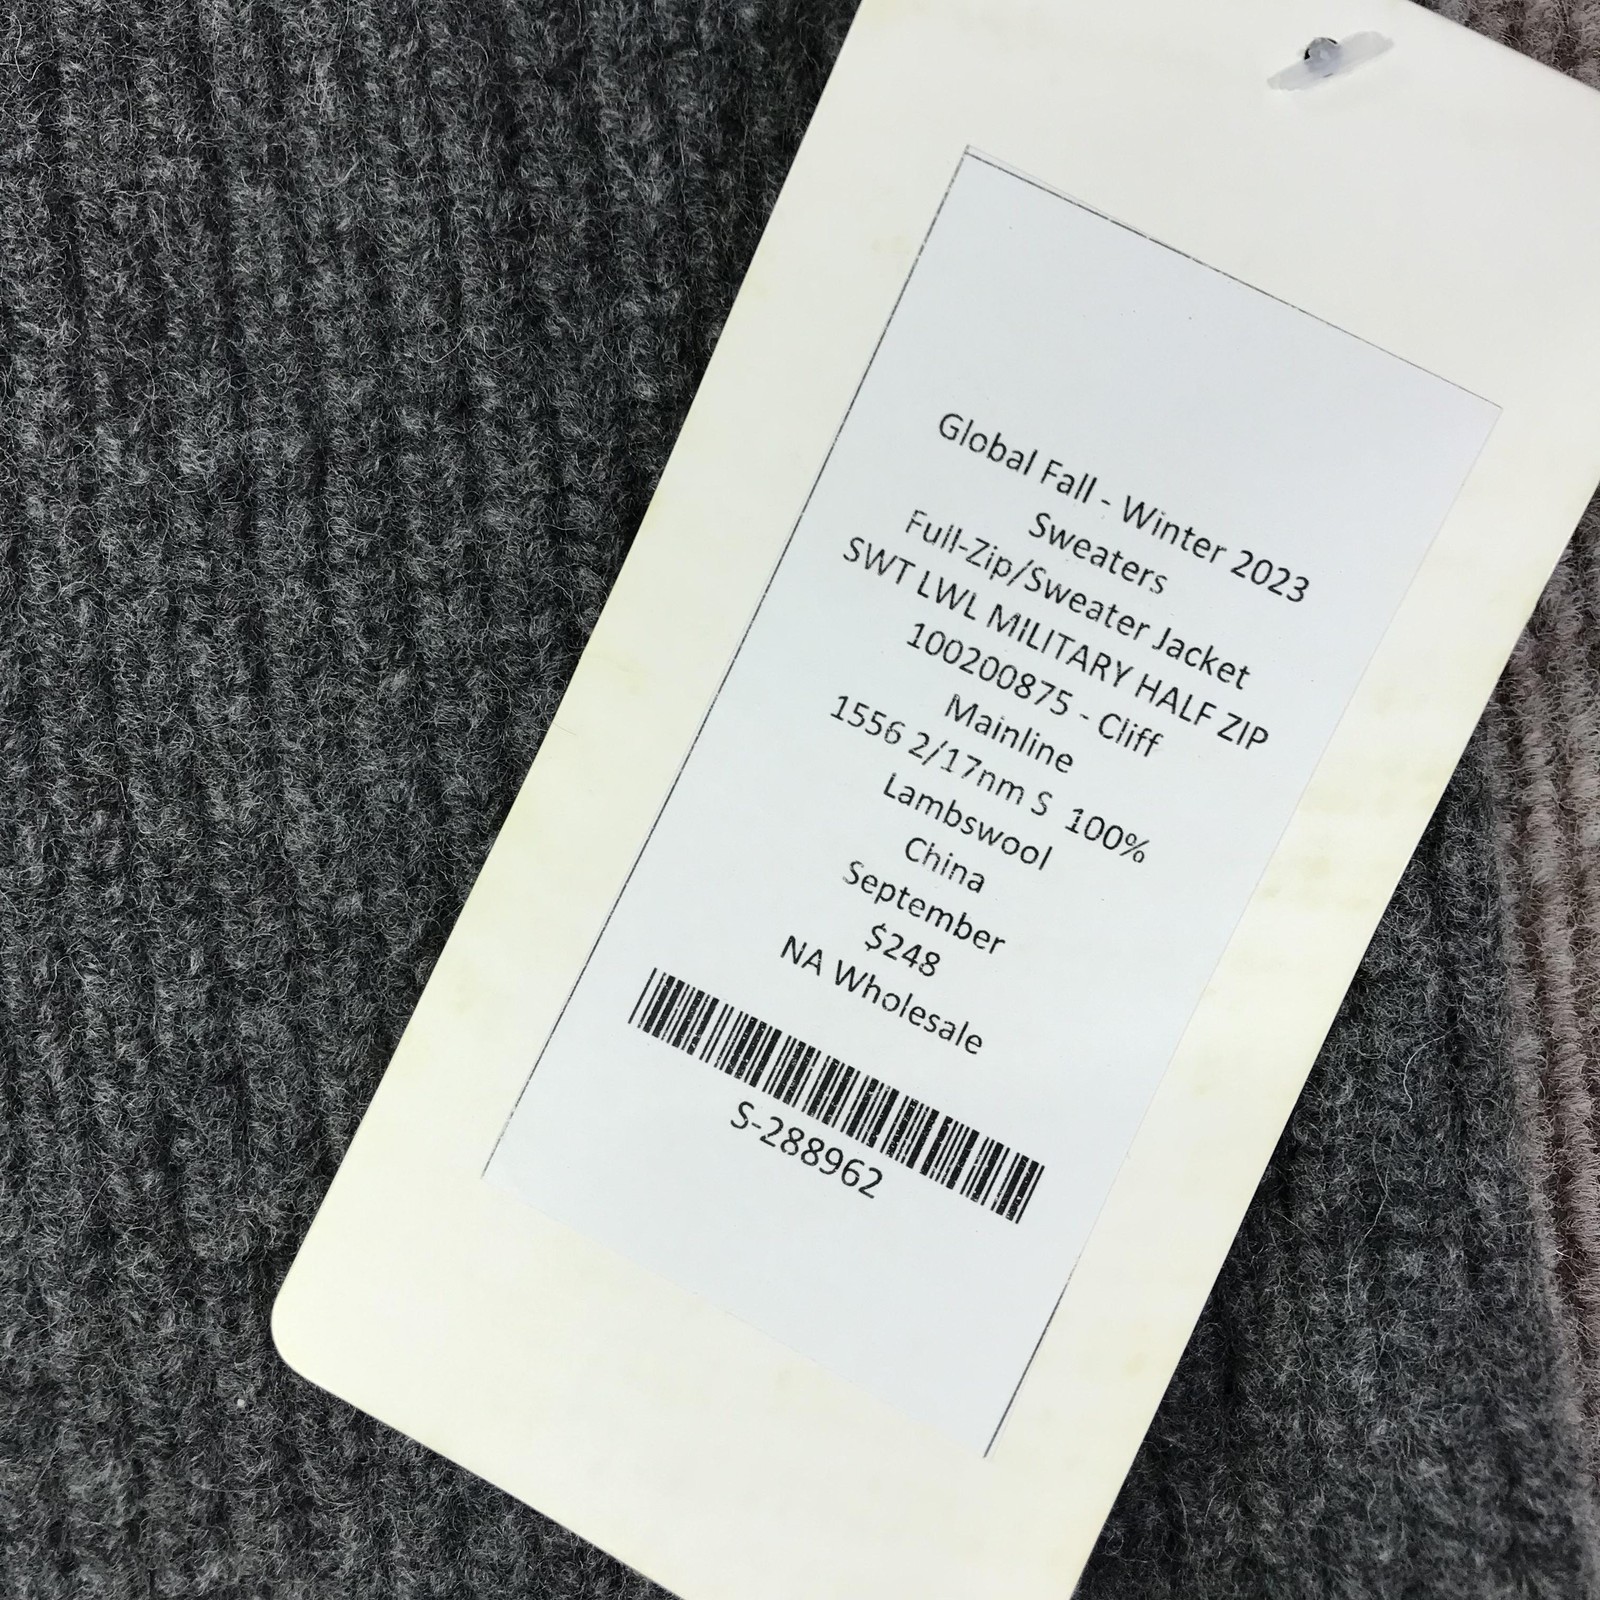 Global Fall - Winter 2023
Sweaters
Full-Zip/Sweater Jacket
SWT LWL MILITARY HALF ZIP
100200875 - Cliff
Mainline
1556 2/17nm S 100%
Lambswool
China
September
$248
NA Wholesale
S-288962